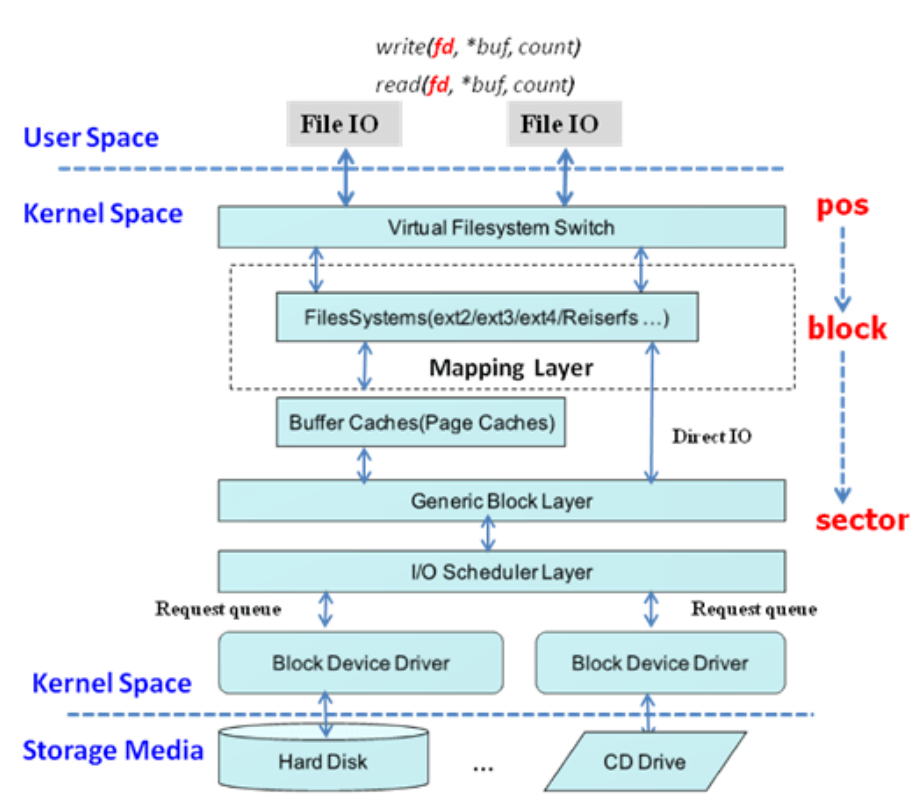 write(fd, *buf, count)
read(fd, *buf, count)
File IO
File IO
User Space
Kernel Space
pos
Virtual Filesystem Switch
FilesSystems(ext2/ext3/ext4/Reiserfs ...)
block
Mapping Layer
Buffer Caches(Page Caches)
Direct IO
Generic Block Layer
sector
I/O Scheduler Layer
Request queue
Request queue
Block Device Driver
Block Device Driver
Kernel Space
Storage Media
Hard Disk
...
CD Drive